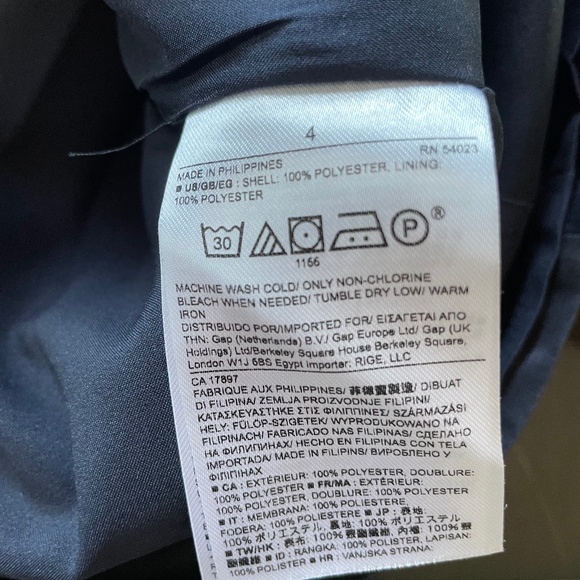 4
RN 54023
MADE IN PHILIPPINES
■ US/GB/EG : SHELL: 100% POLYESTER, LINING:
100% POLYESTER
30
P®
1156
MACHINE WASH COLD/ ONLY NON-CHLORINE
BLEACH WHEN NEEDED/ TUMBLE DRY LOW/ WARM
IRON
DISTRIBUIDO POR/IMPORTED FOR/ ΕΙΣΑΓΕΤΑΙ ΑΠΟ
ΤΗΝ: Gap (Netherlands) B.V./ Gap Europe Ltd/ Gap (UK
Holdings) Ltd/Berkeley Square House Berkeley Square,
London W1J 6BS Egypt importer: RIGE, LLC
CA 17897
FABRIQUE AUX PHILIPPINES/ 菲律賓製造/ DIBUAT
DI FILIPINA/ ZEMLJA PROIZVODNJE FILIPINI/
ΚΑΤΑΣΚΕΥΑΣΤΗΚΕ ΣΤΙΣ ΦΙΛΙΠΠΙΝΕΣ/ SZÁRMAZÁSI
HELY: FÜLÖP-SZIGETEK/ WYPRODUKOWANO NA
FILIPINACH/ FABRICADO NAS FILIPINAS/ СДЕЛАНО
НА ФИЛИППИНАХ/ HECHO EN FILIPINAS CON TELA
IMPORTADA/ MADE IN FILIPINS/ ВИРОБЛЕНО У
ФІЛІПІНАХ
■ CA : EXTÉRIEUR: 100% POLYESTER, DOUBLURE:
100% POLYESTER ■ FR/MA : EXTÉRIEUR:
100% POLYESTER, DOUBLURE: 100% POLYESTER
■ IT : MEMBRANA: 100% POLIESTERE,
FODERA: 100% POLIESTERE ■ JP : 表地:
100% ポリエステル, 裏地: 100% ポリエステル
■ TW/HK : 表布: 100%聚酯纖維, 內裡: 100%聚
■ ID : RANGKA: 100% POLISTER, LAPISAN:
100% POLISTER ■ HR : VANJSKA STRANA: